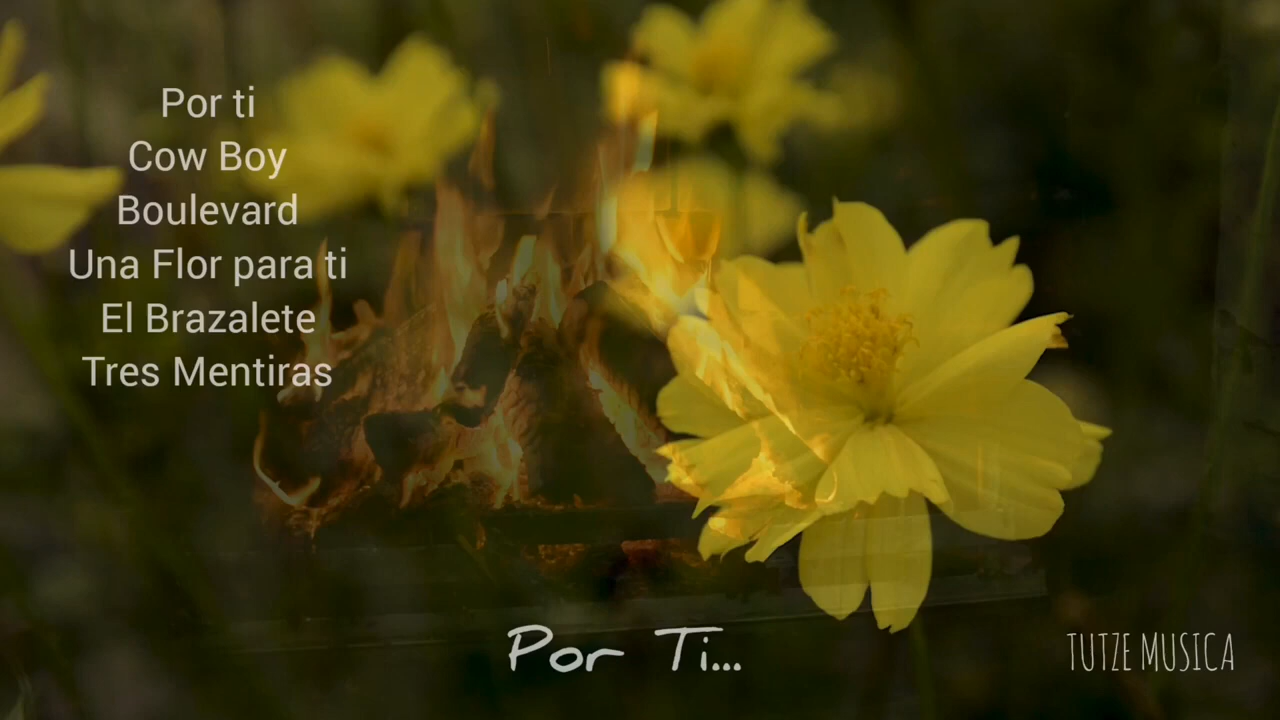 Por ti
Cow Boy
Boulevard
Una Flor para ti
El Brazalete
Tres Mentiras
Por Ti...
TUTZE MUSICA